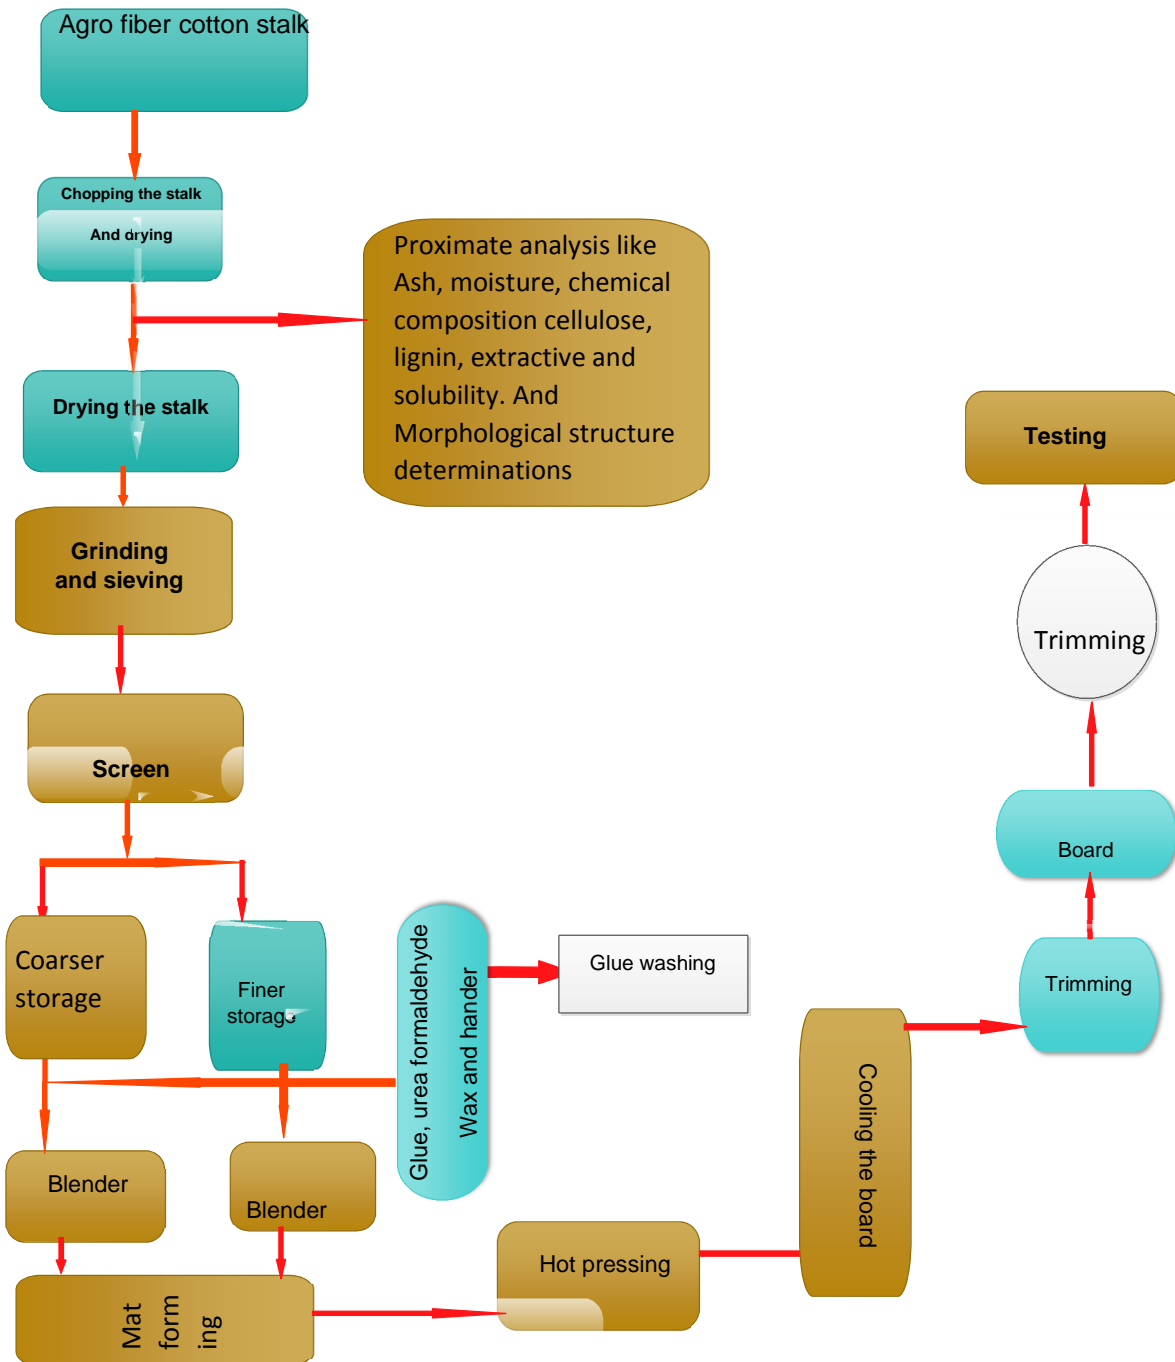 Agro fiber cotton stalk
Chopping the stalk
And drying
Proximate analysis like
Ash, moisture, chemical
composition cellulose,
lignin, extractive and
solubility. And
Morphological structure
determinations
Drying the stalk
Grinding
and sieving
Screen
Coarser
storage
Finer
storage
Glue, urea formaldehyde
Wax and hander
Glue washing
Blender
Blender
Mat
form
ing
Hot pressing
Cooling the board
Trimming
Board
Trimming
Testing